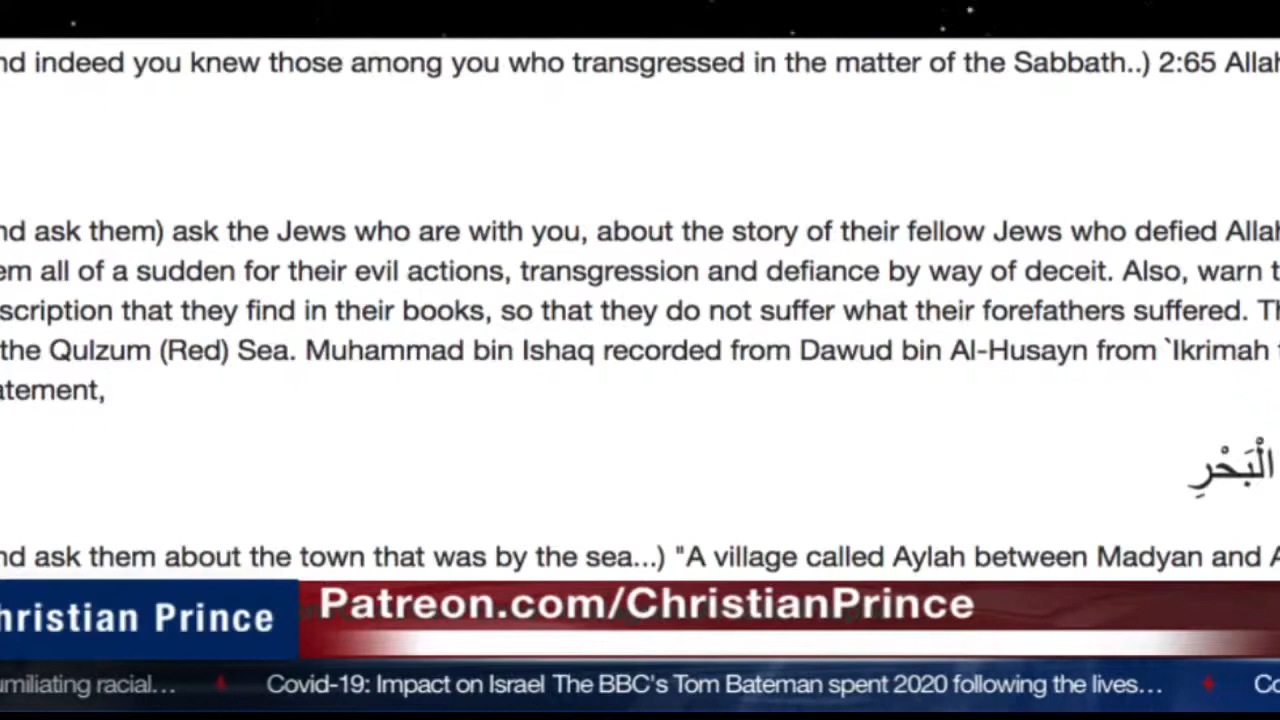 nd indeed you knew those among you who transgressed in the matter of the Sabbath..) 2:65 Allah
nd ask them) ask the Jews who are with you, about the story of their fellow Jews who defied Allah
em all of a sudden for their evil actions, transgression and defiance by way of deceit. Also, warn t
scription that they find in their books, so that they do not suffer what their forefathers suffered. Th
the Qulzum (Red) Sea. Muhammad bin Ishaq recorded from Dawud bin Al-Husayn from `Ikrimah t
atement,
الْبَحْرِ
nd ask them about the town that was by the sea...) "A village called Aylah between Madyan and A
Patreon.com/ChristianPrince
hristian Prince
umiliating racial... Covid-19: Impact on Israel The BBC's Tom Bateman spent 2020 following the lives... Co